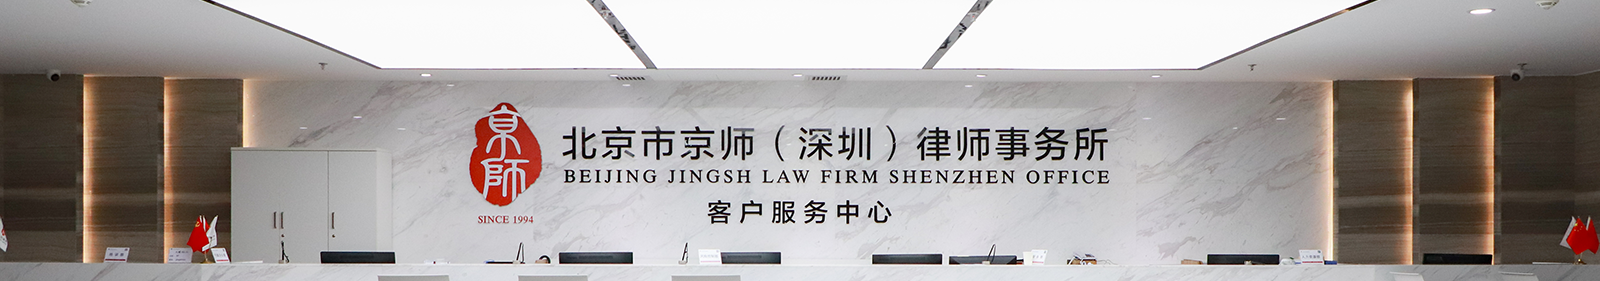 京師
SINCE 1994
北京市京师（深圳）律师事务所
BEIJING JINGSH LAW FIRM SHENZHEN OFFICE
客户服务中心